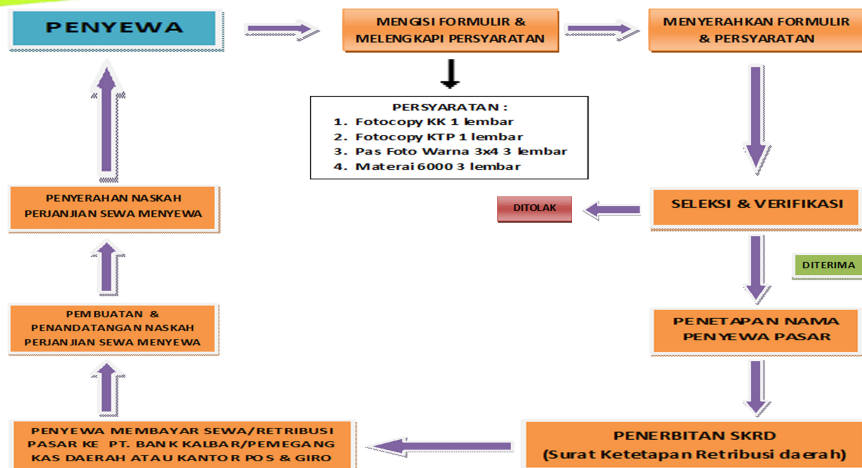 PENYEWA
MENGISI FORMULIR &
MELENGKAPI PERSYARATAN
MENYERAHKAN FORMULIR
& PERSYARATAN
PERSYARATAN :
1. Fotocopy KK 1 lembar
2. Fotocopy KTP 1 lembar
3. Pas Foto Warna 3x4 3 lembar
4. Materai 6000 3 lembar
SELEKSI & VERIFIKASI
DITOLAK
DITERIMA
PENETAPAN NAMA
PENYEWA PASAR
PENERBITAN SKRD
(Surat Ketetapan Retribusi daerah)
PENYEWA MEMBAYAR SEWA/RETRIBUSI
PASAR KE PT. BANK KALBAR/PEMEGANG
KAS DAERAH ATAU KANTOR POS & GIRO
PEMBUATAN &
PENANDATANGAN NASKAH
PERJANJIAN SEWA MENYEWA
PENYERAHAN NASKAH
PERJANJIAN SEWA MENYEWA